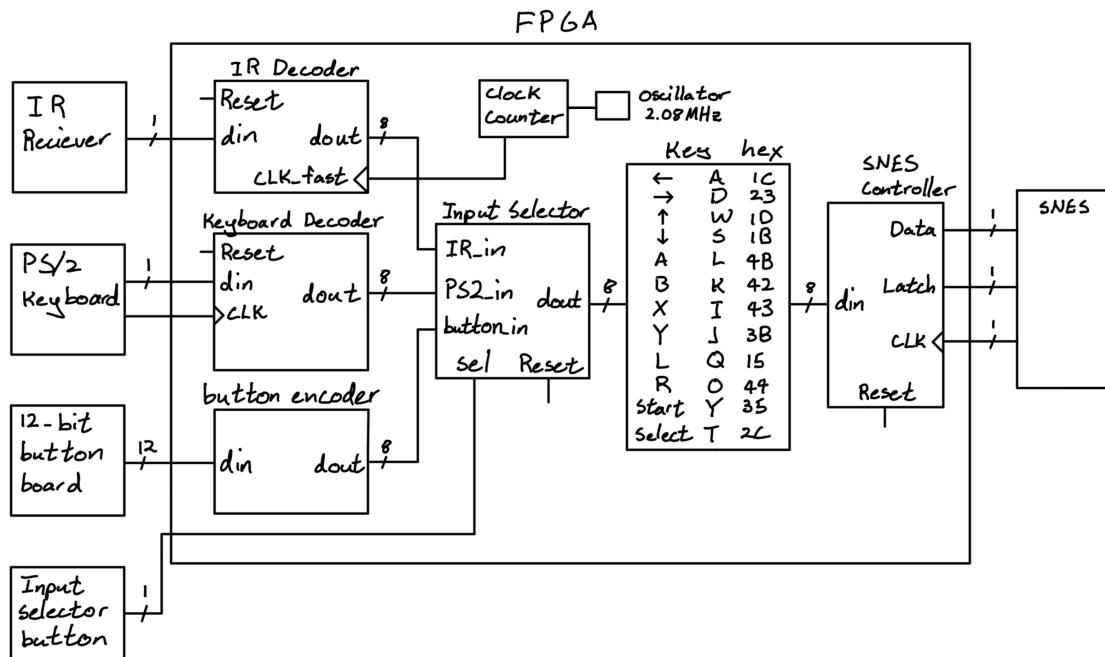 FPGA
IR
Reciever
1
IR Decoder
Reset
din
dout
CLK_fast
8
Clock
Counter
Oscillator
2.08MHz
PS/2
Keyboard
1
Keyboard Decoder
Reset
din
CLK
dout
8
12-bit
button
board
12
button encoder
din
dout
8
Input
selector
button
1
Input Selector
IR_in
PS2_in
button_in
dout
sel
Reset
8
Key hex
← A 1C
→ D 23
↑ W 1D
↓ S 1B
A L 4B
B K 42
X I 43
Y J 3B
L Q 15
R O 44
Start Y 35
Select T 2C
8
SNES
Controller
Data
Latch
din
CLK
Reset
1
1
1
SNES